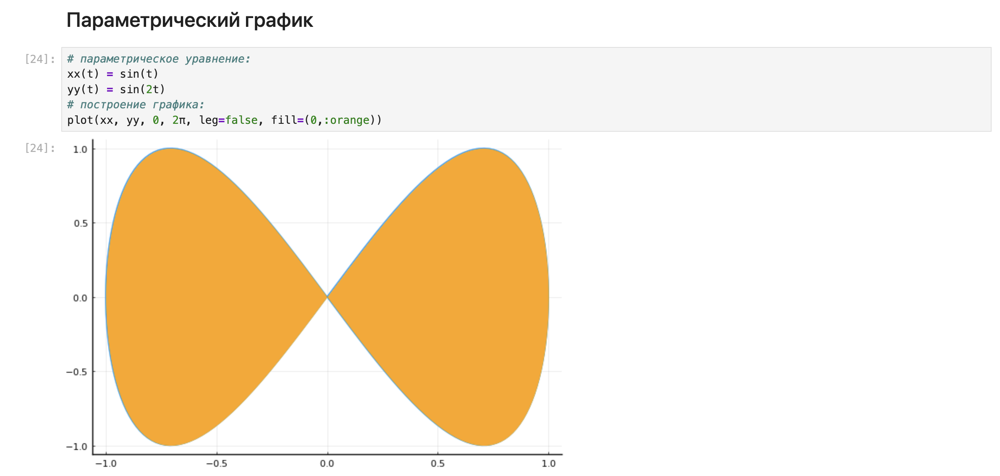 Параметрический график
[24]:
# параметрическое уравнение:
xx(t) = sin(t)
yy(t) = sin(2t)
# построение графика:
plot(xx, yy, 0, 2π, leg=false, fill=(0,:orange))
[24]:
1.0
0.5
0.0
−0.5
−1.0
−1.0 −0.5 0.0 0.5 1.0